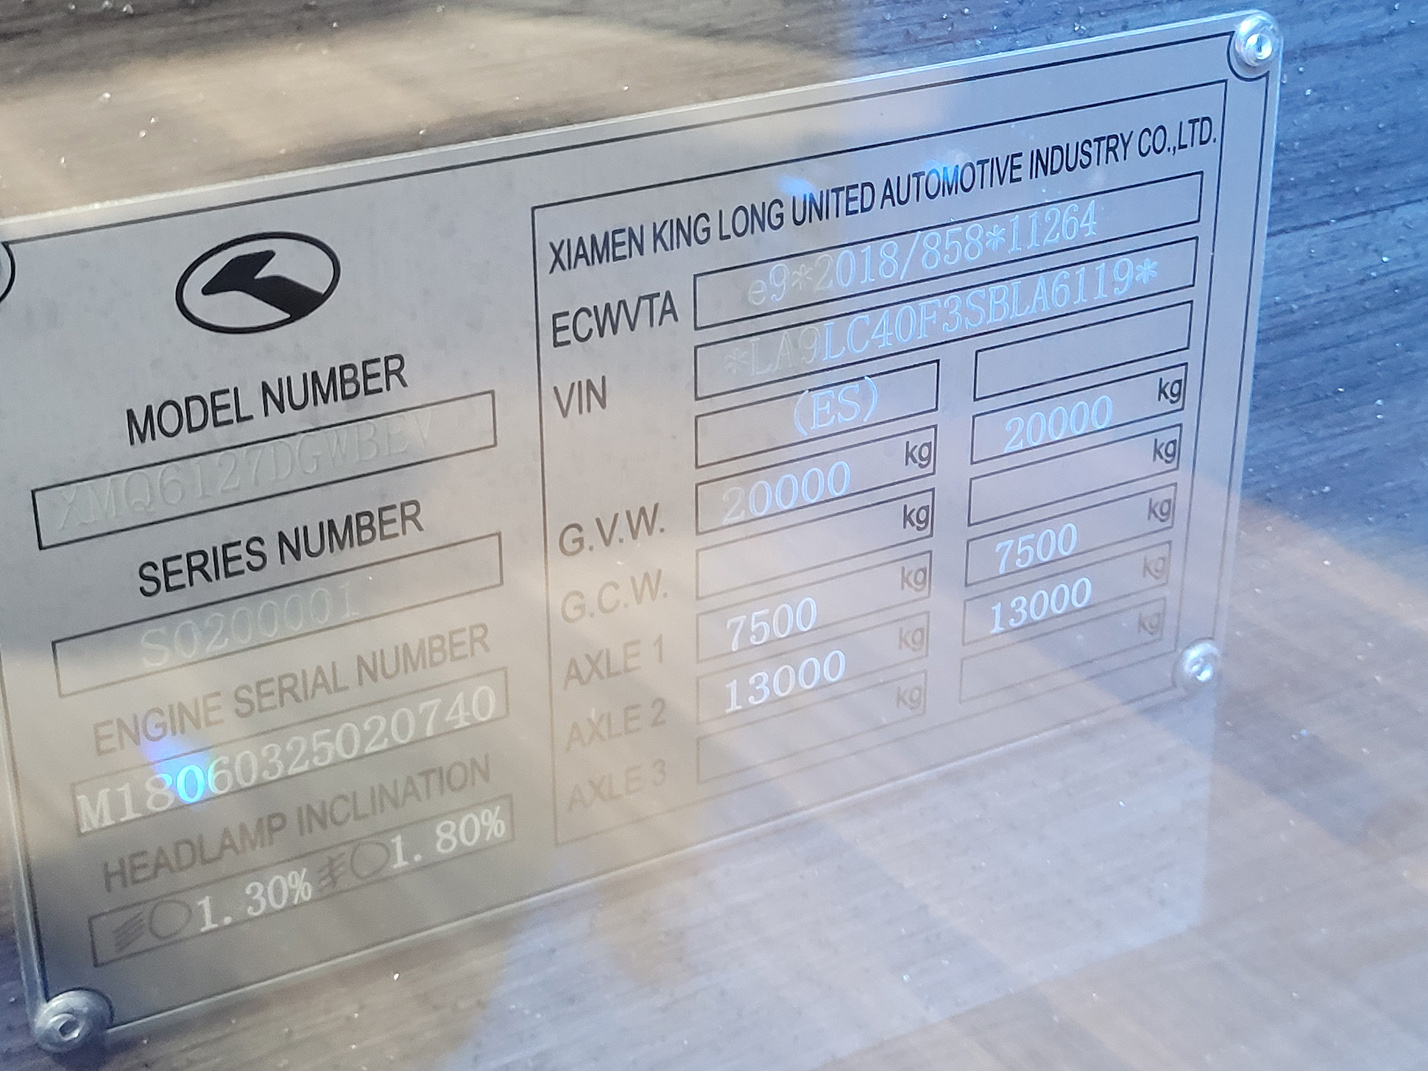 XIAMEN KING LONG UNITED AUTOMOTIVE INDUSTRY CO.,LTD.
MODEL NUMBER
XMQ6127DGWBEV
SERIES NUMBER
S0200001
ENGINE SERIAL NUMBER
M18060325020740
HEADLAMP INCLINATION
1.30% 1.80%
ECWVTA e9*2018/858*11264
VIN *LA9LC40F3SBLA6119*
(ES)
G.V.W. 20000 kg 20000 kg
G.C.W. kg kg
AXLE 1 7500 kg 7500 kg
AXLE 2 13000 kg 13000 kg
AXLE 3 kg kg